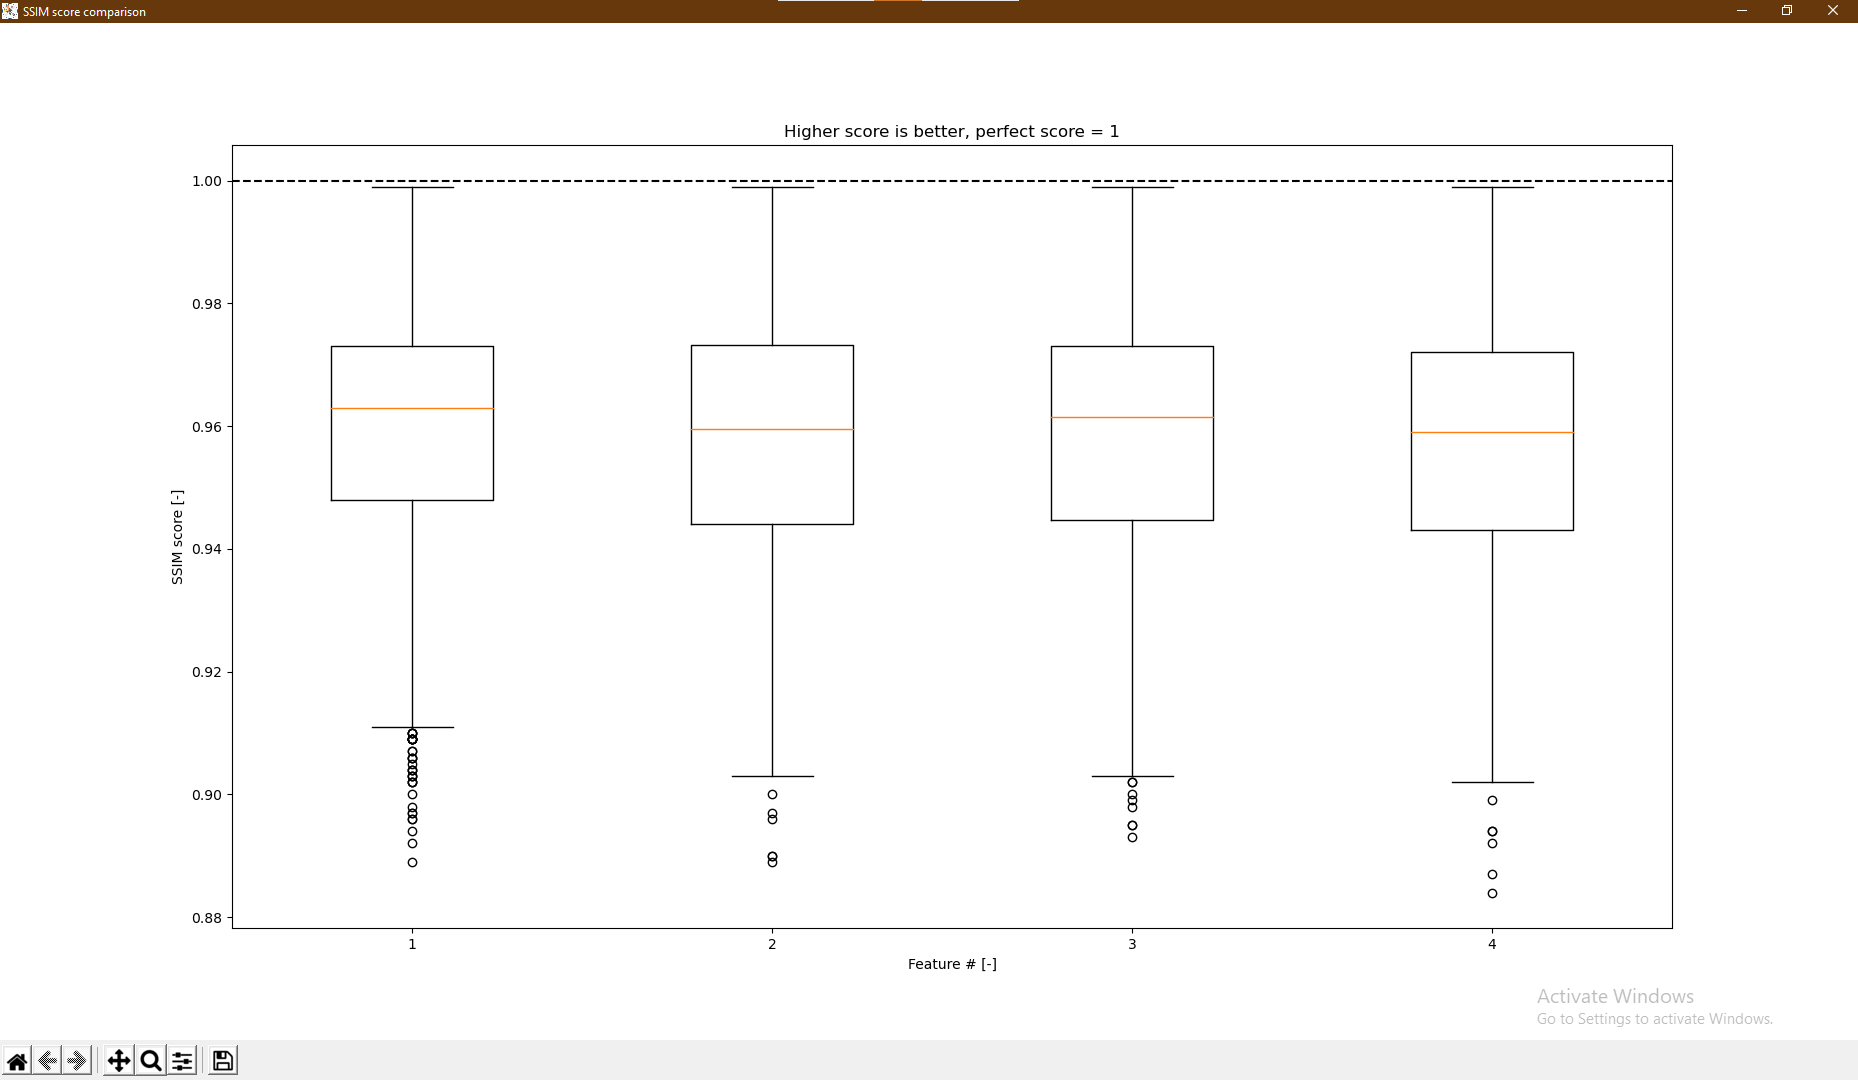 SSIM score comparison
Higher score is better, perfect score = 1
1.00
0.98
0.96
0.94
0.92
0.90
0.88
SSIM score [-]
1 2 3 4
Feature # [-]
Activate Windows
Go to Settings to activate Windows.